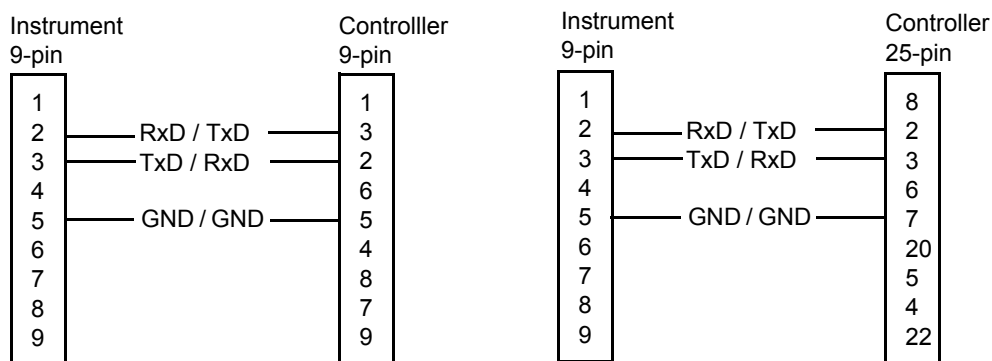 Instrument
9-pin
Controlller
9-pin
1 1
2 RxD / TxD 3
3 TxD / RxD 2
4 6
5 GND / GND 5
6 4
7 8
8 7
9 9
Instrument
9-pin
Controller
25-pin
1 8
2 RxD / TxD 2
3 TxD / RxD 3
4 6
5 GND / GND 7
6 20
7 5
8 4
9 22